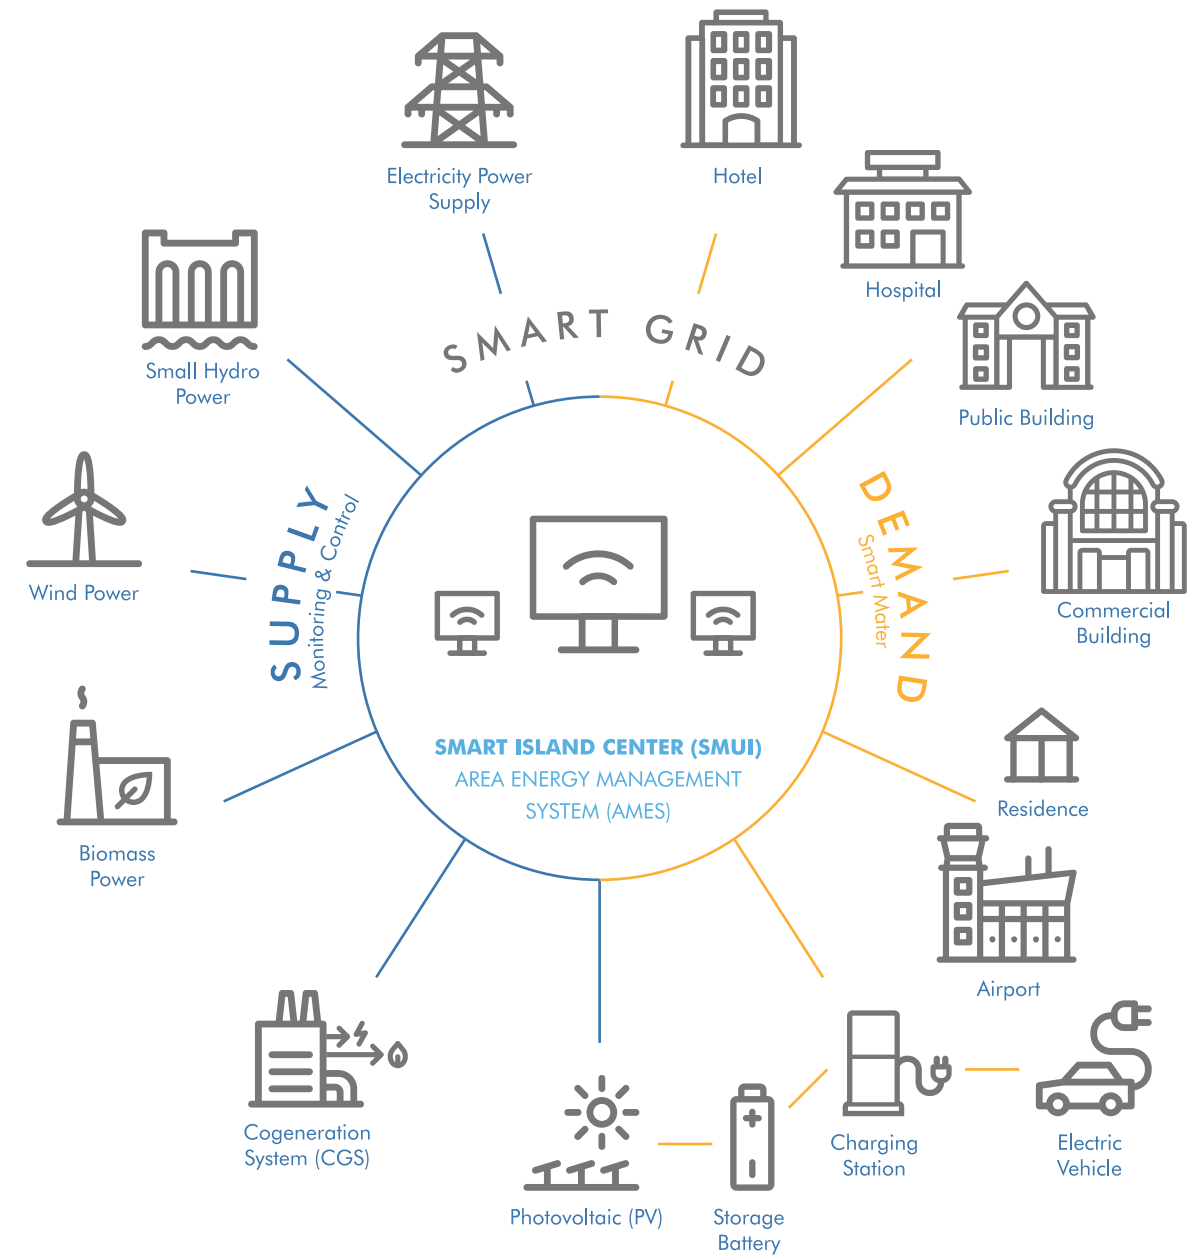 Electricity Power
Supply
Hotel
Hospital
Small Hydro
Power
SMART GRID
Public Building
Wind Power
SUPPLY
Monitoring & Control
DEMAND
Smart Mater
Commercial
Building
SMART ISLAND CENTER (SMUI)
AREA ENERGY MANAGEMENT
SYSTEM (AMES)
Residence
Biomass
Power
Airport
Cogeneration
System (CGS)
Charging
Station
Electric
Vehicle
Photovoltaic (PV)
Storage
Battery